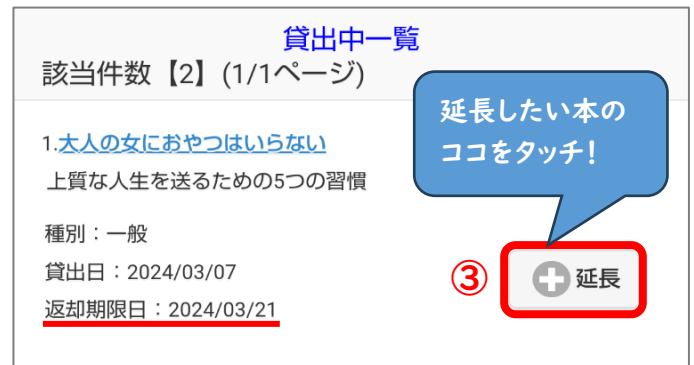 貸出中一覧
該当件数【2】(1/1ページ)
延長したい本の
ココをタッチ!
1.大人の女におやつはいらない
上質な人生を送るための5つの習慣
種別：一般
貸出日：2024/03/07
③
延長
返却期限日：2024/03/21